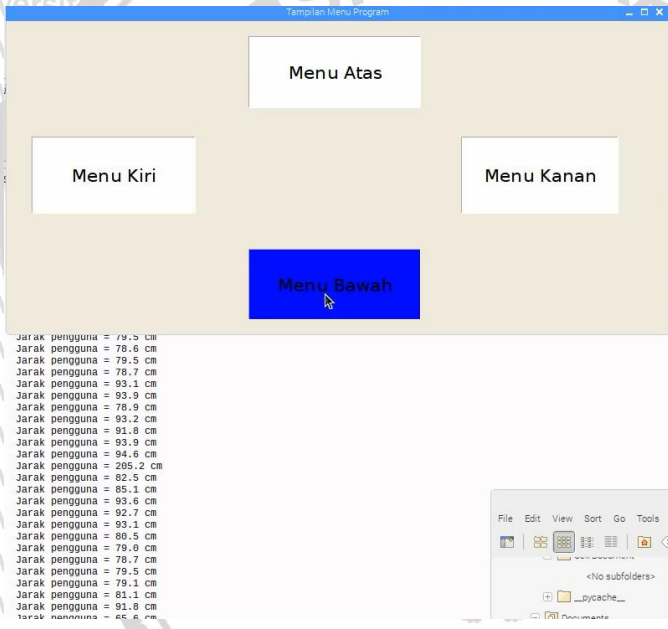 Tampilan Menu Program
Menu Atas
Menu Kiri
Menu Kanan
Menu Bawah
Jarak pengguna = 79.5 cm
Jarak pengguna = 78.6 cm
Jarak pengguna = 79.5 cm
Jarak pengguna = 78.7 cm
Jarak pengguna = 93.1 cm
Jarak pengguna = 93.9 cm
Jarak pengguna = 78.9 cm
Jarak pengguna = 93.2 cm
Jarak pengguna = 91.8 cm
Jarak pengguna = 93.9 cm
Jarak pengguna = 94.6 cm
Jarak pengguna = 205.2 cm
Jarak pengguna = 82.5 cm
Jarak pengguna = 85.1 cm
Jarak pengguna = 93.6 cm
Jarak pengguna = 92.7 cm
Jarak pengguna = 93.1 cm
Jarak pengguna = 80.5 cm
Jarak pengguna = 79.0 cm
Jarak pengguna = 78.7 cm
Jarak pengguna = 79.5 cm
Jarak pengguna = 79.1 cm
Jarak pengguna = 81.1 cm
Jarak pengguna = 91.8 cm
Jarak pengguna = 65.6 cm
File Edit View Sort Go Tools
<No subfolders>
__pycache__
Documents